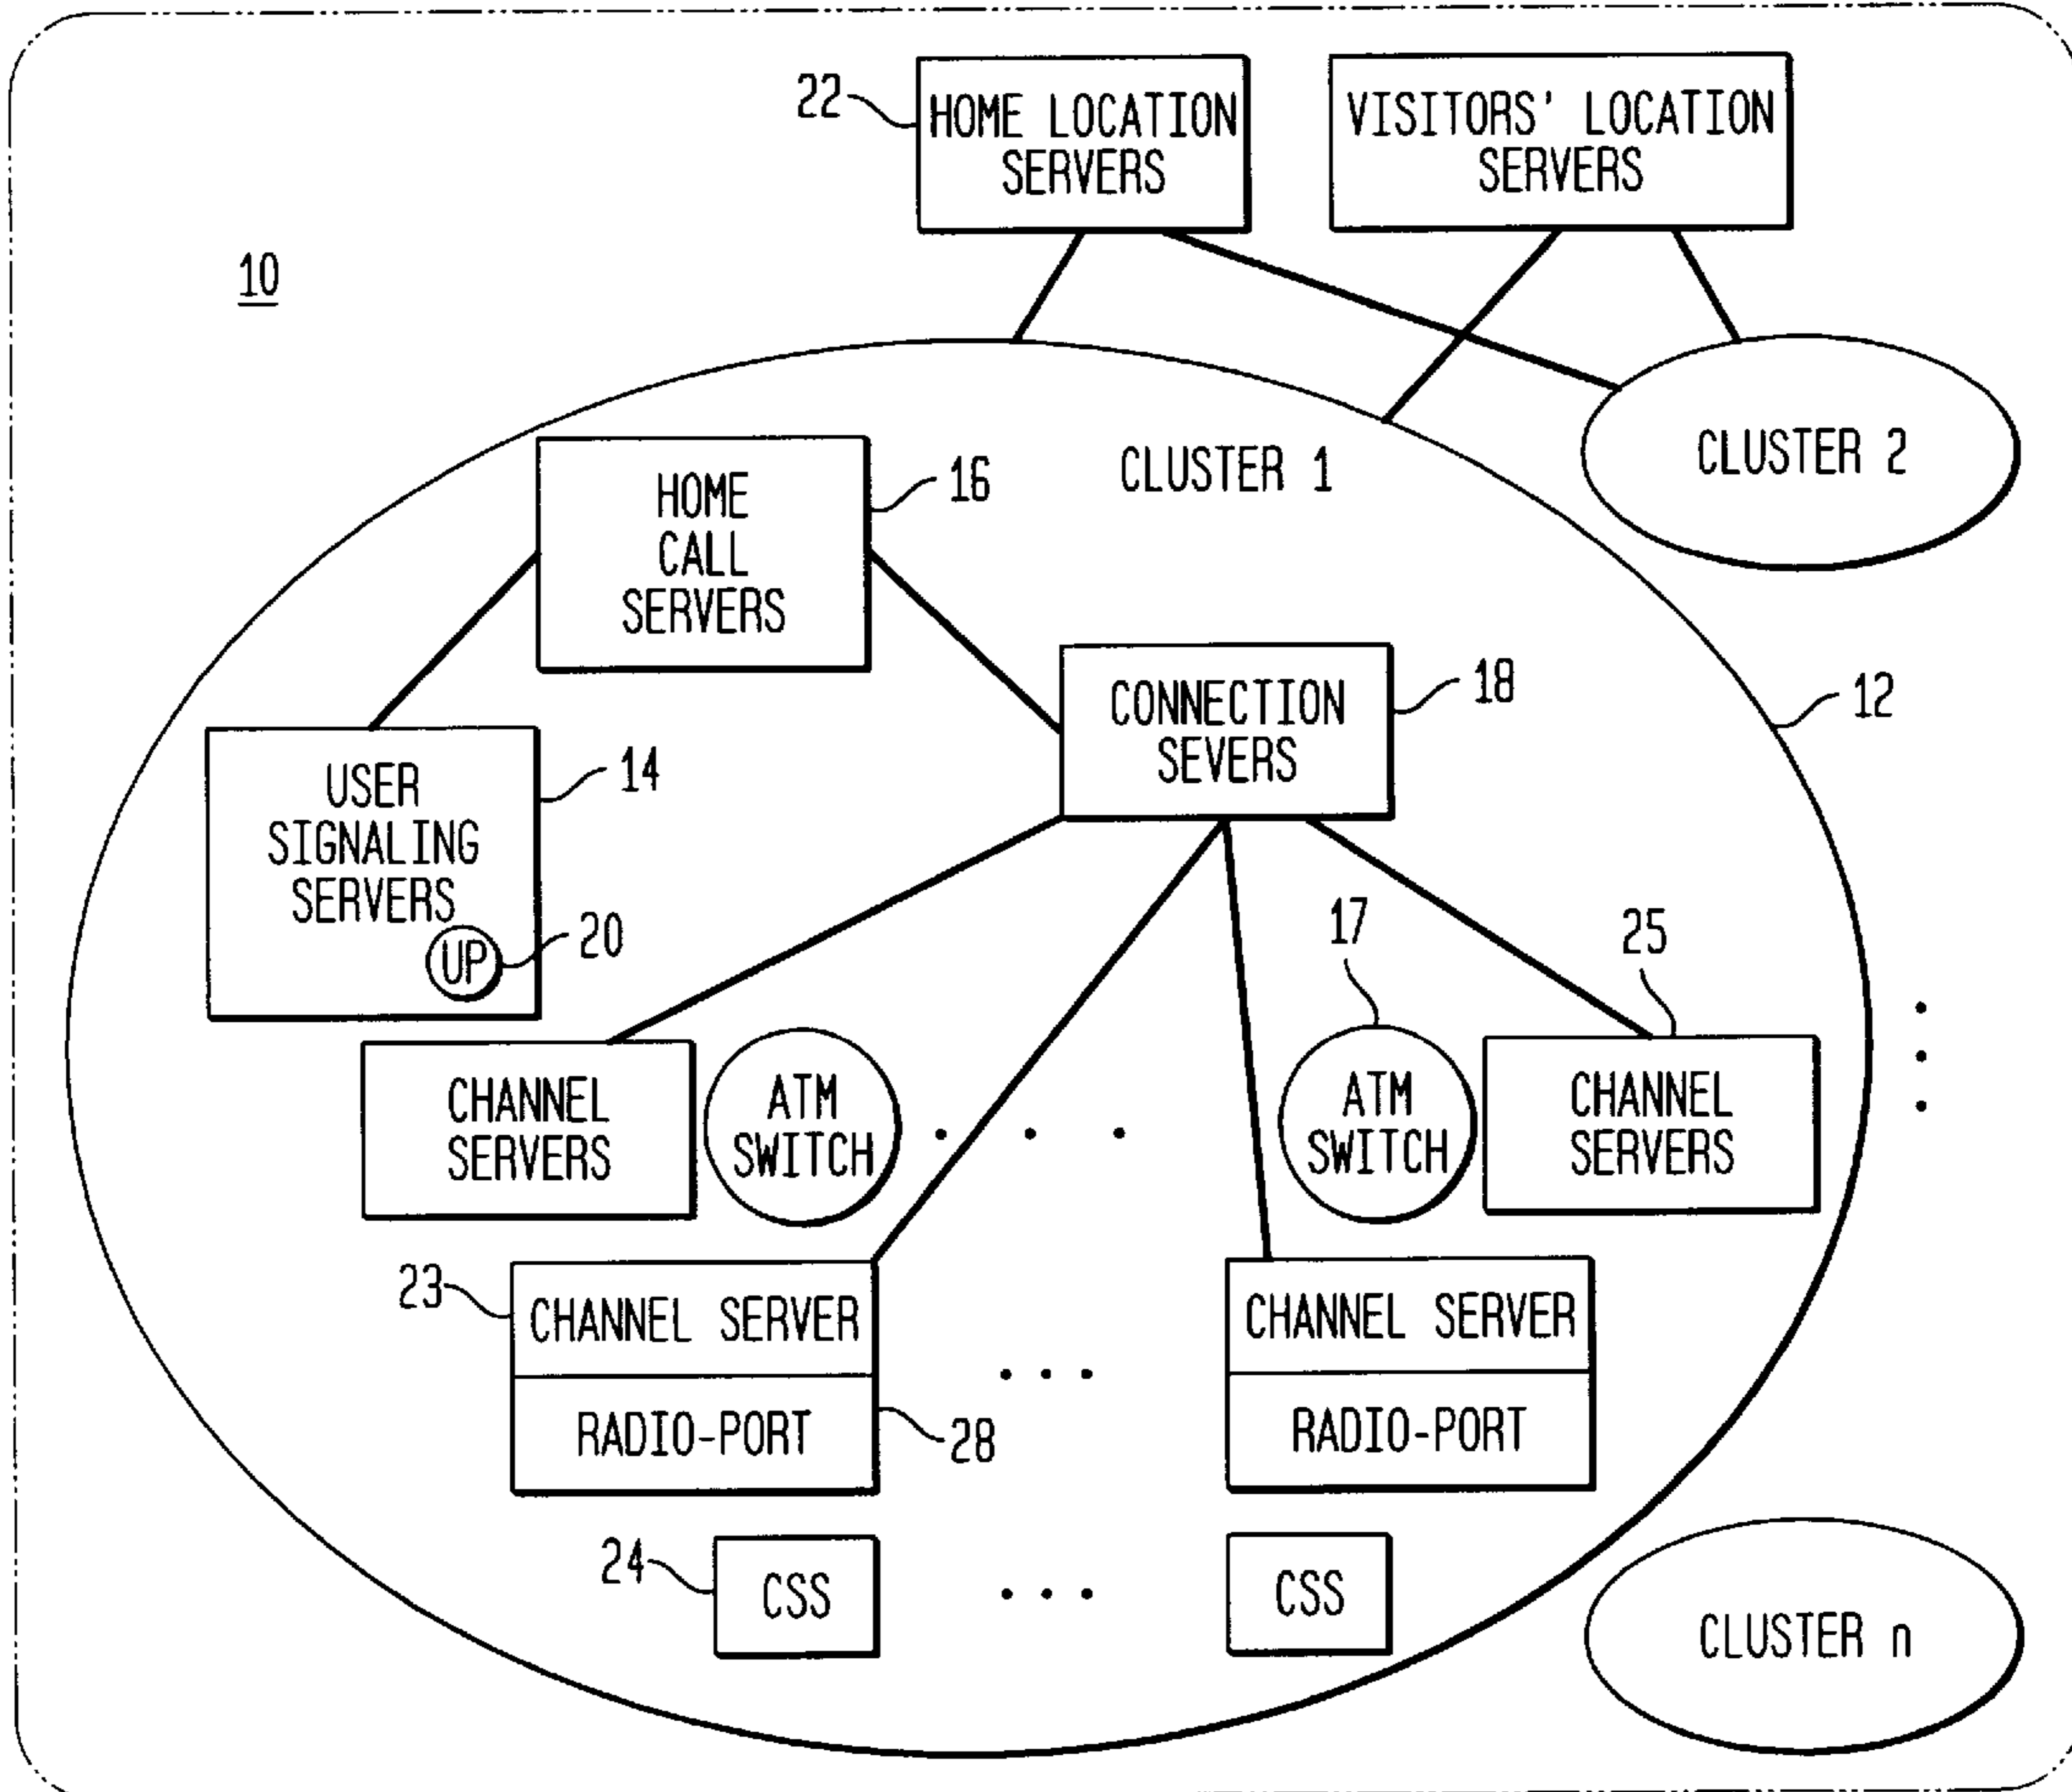 22
HOME LOCATION
SERVERS
VISITORS' LOCATION
SERVERS
10
CLUSTER 1
CLUSTER 2
HOME
CALL
SERVERS
16
CONNECTION
SEVERS
18
12
USER
SIGNALING
SERVERS
14
UP
20
17
25
CHANNEL
SERVERS
ATM
SWITCH
ATM
SWITCH
CHANNEL
SERVERS
23
CHANNEL SERVER
RADIO-PORT
28
CHANNEL SERVER
RADIO-PORT
24
CSS
CSS
CLUSTER n